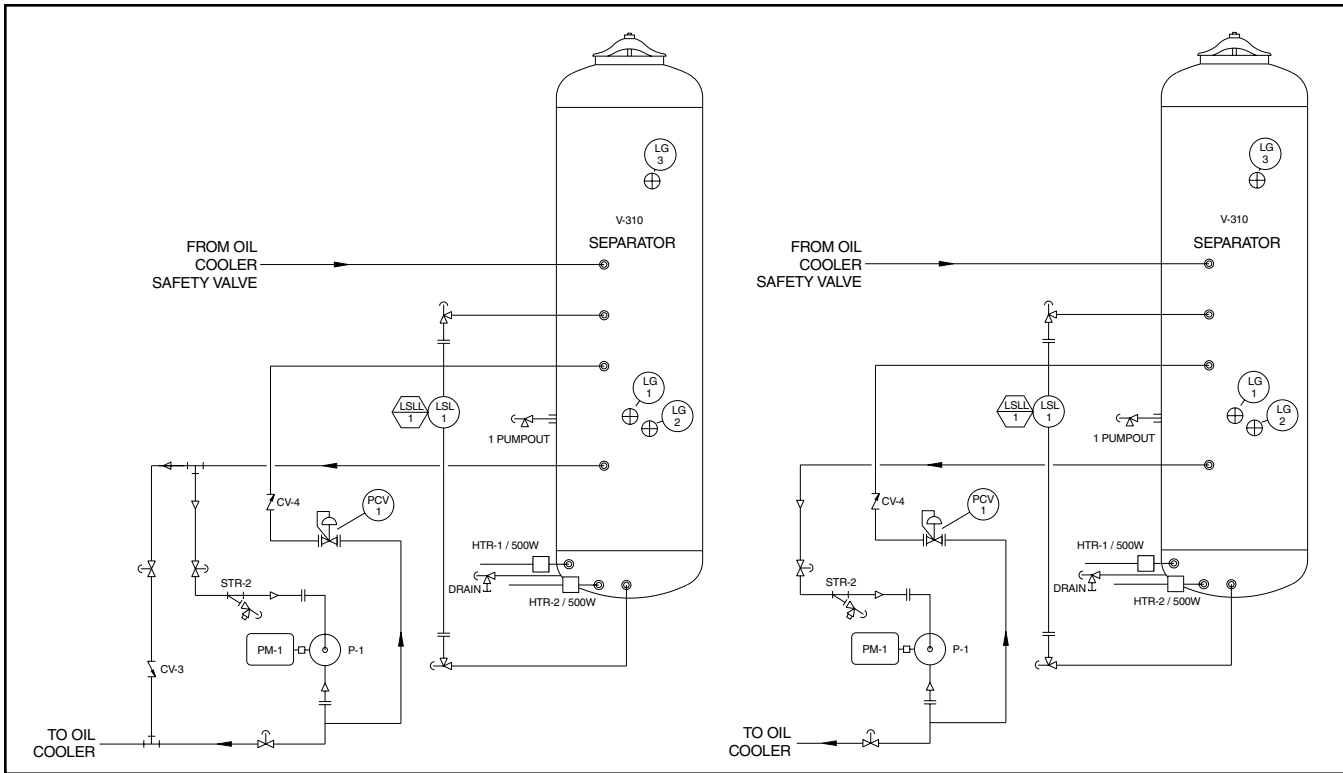 LG
3
V-310
SEPARATOR
FROM OIL
COOLER
SAFETY VALVE
LG
1
LG
2
LSLL
1
LSL
1
1 PUMPOUT
CV-4
PCV
1
HTR-1 / 500W
DRAIN
HTR-2 / 500W
STR-2
PM-1
P-1
CV-3
TO OIL
COOLER
LG
3
V-310
SEPARATOR
FROM OIL
COOLER
SAFETY VALVE
LG
1
LG
2
LSLL
1
LSL
1
1 PUMPOUT
CV-4
PCV
1
HTR-1 / 500W
DRAIN
HTR-2 / 500W
STR-2
PM-1
P-1
TO OIL
COOLER